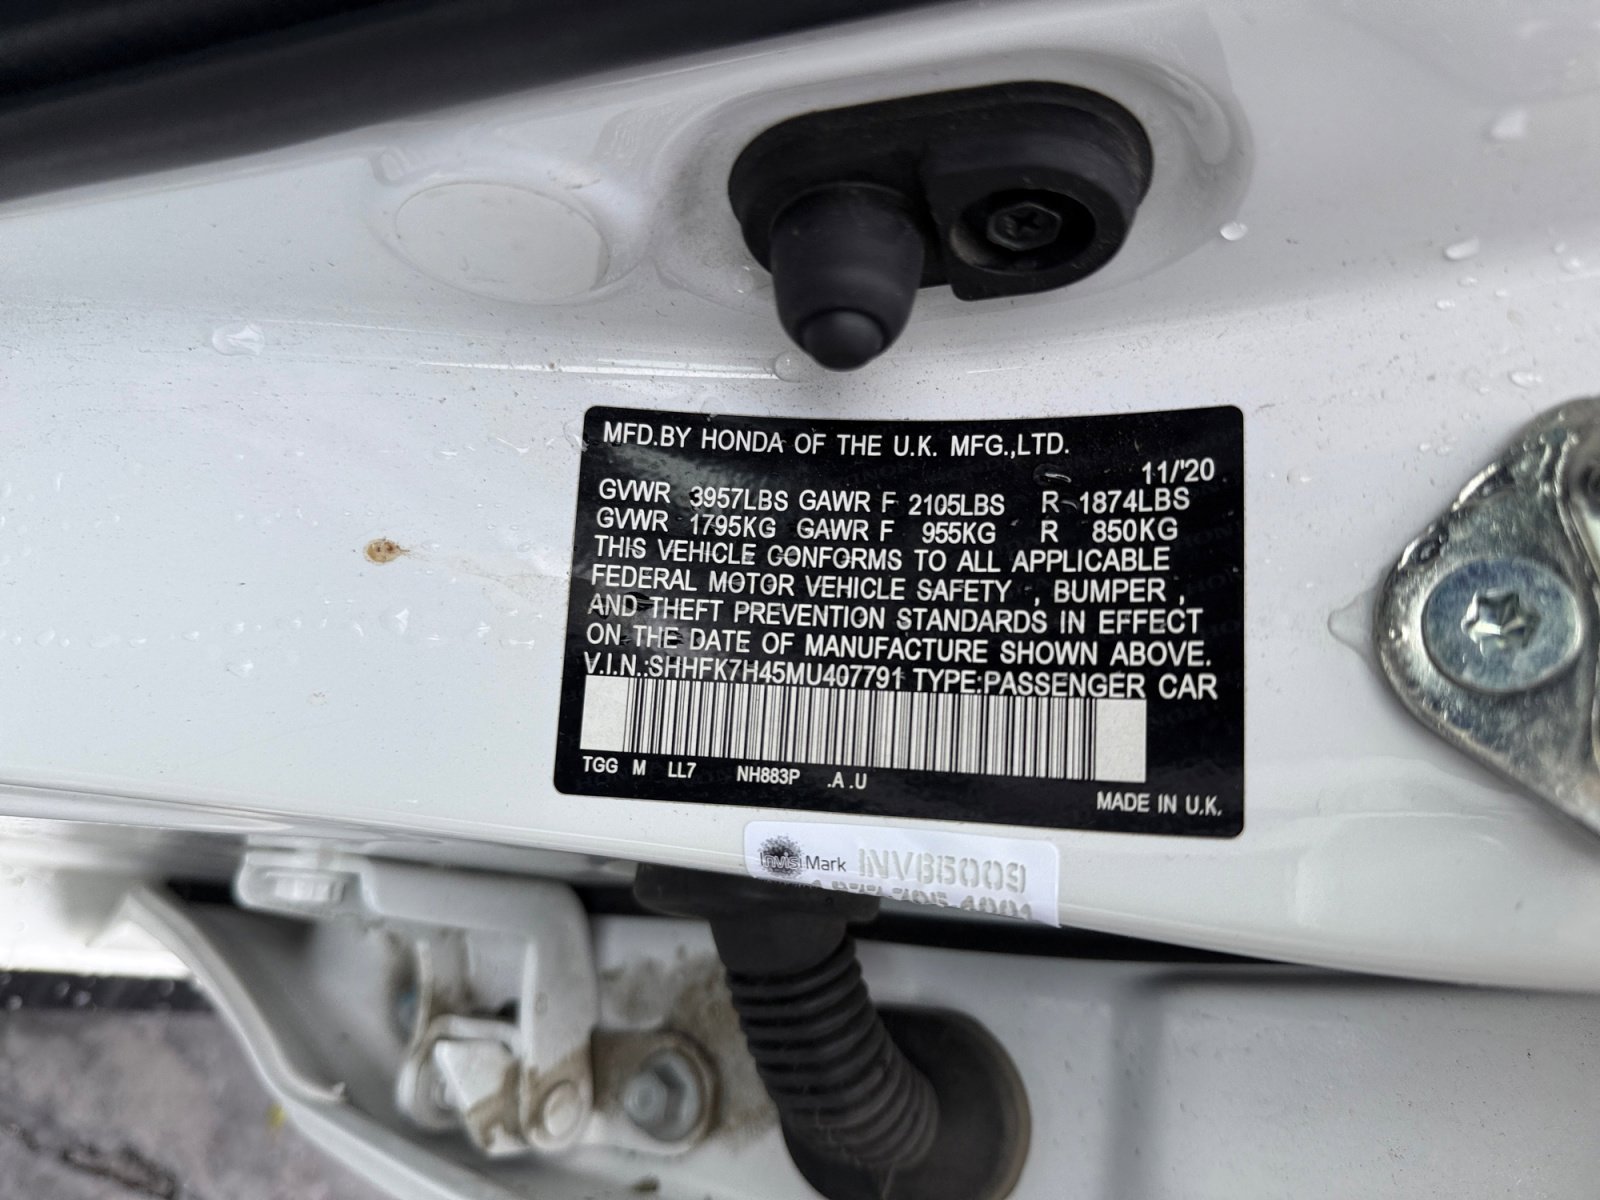 MFD.BY HONDA OF THE U.K. MFG.,LTD.
11/'20
GVWR 3957LBS GAWR F 2105LBS R 1874LBS
GVWR 1795KG GAWR F 955KG R 850KG
THIS VEHICLE CONFORMS TO ALL APPLICABLE
FEDERAL MOTOR VEHICLE SAFETY , BUMPER ,
AND THEFT PREVENTION STANDARDS IN EFFECT
ON THE DATE OF MANUFACTURE SHOWN ABOVE.
V.I.N.:SHHFK7H45MU407791 TYPE:PASSENGER CAR
TGG M LL7 NH883P .A .U
MADE IN U.K.
InvisiMark INV85009